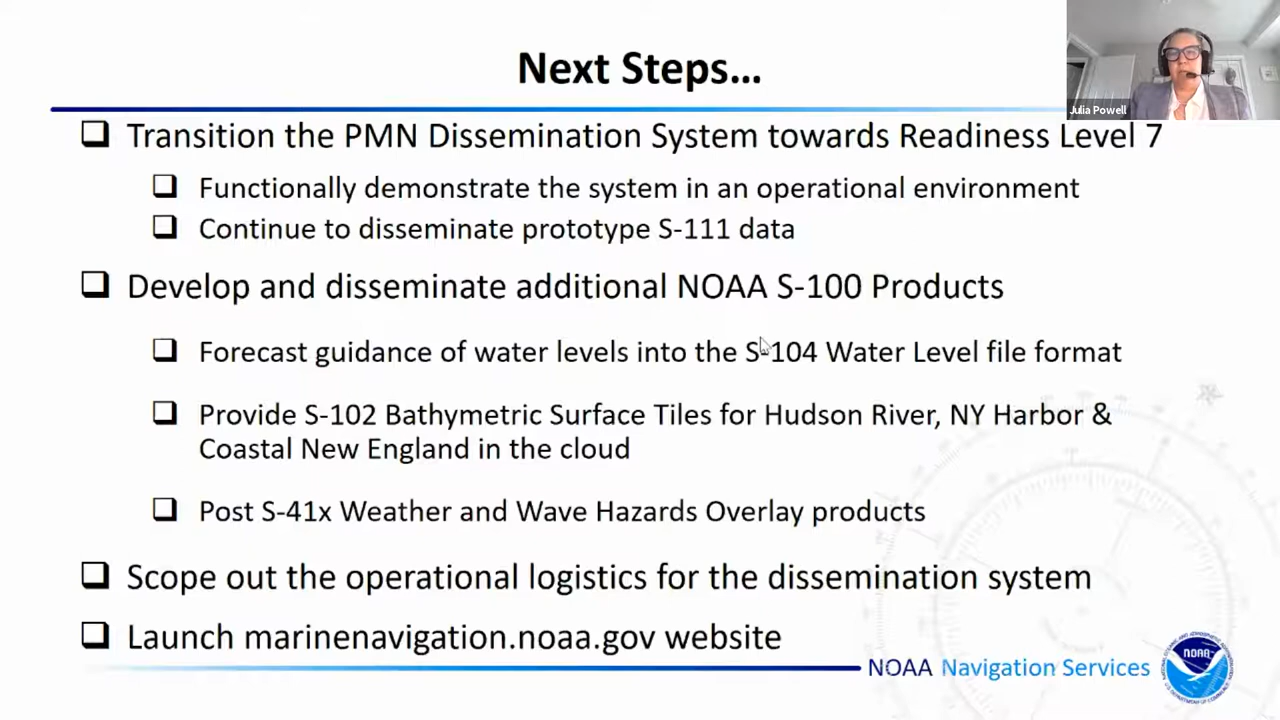 Next Steps...
Julia Powell
Transition the PMN Dissemination System towards Readiness Level 7
Functionally demonstrate the system in an operational environment
Continue to disseminate prototype S-111 data
Develop and disseminate additional NOAA S-100 Products
Forecast guidance of water levels into the S-104 Water Level file format
Provide S-102 Bathymetric Surface Tiles for Hudson River, NY Harbor &
Coastal New England in the cloud
Post S-41x Weather and Wave Hazards Overlay products
Scope out the operational logistics for the dissemination system
Launch marinenavigation.noaa.gov website
NOAA Navigation Services
NOAA